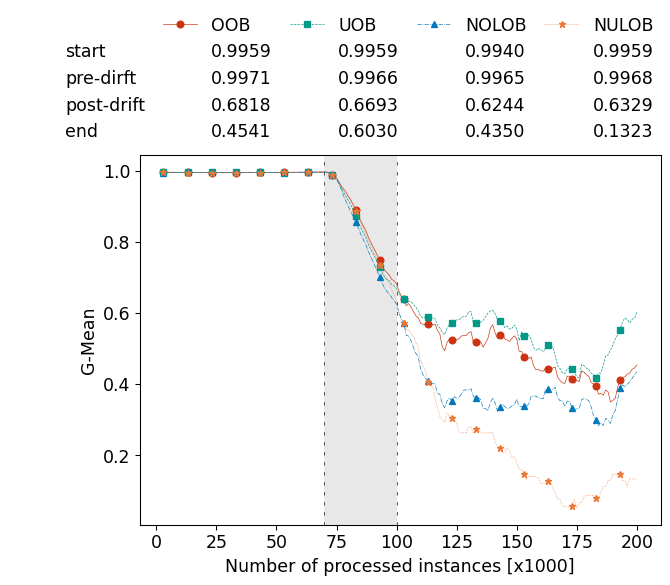 OOB UOB NOLOB NULOB
start 0.9959 0.9959 0.9940 0.9959
pre-dirft 0.9971 0.9966 0.9965 0.9968
post-drift 0.6818 0.6693 0.6244 0.6329
end 0.4541 0.6030 0.4350 0.1323
1.0
0.8
0.6
0.4
0.2
G-Mean
0 25 50 75 100 125 150 175 200
Number of processed instances [x1000]